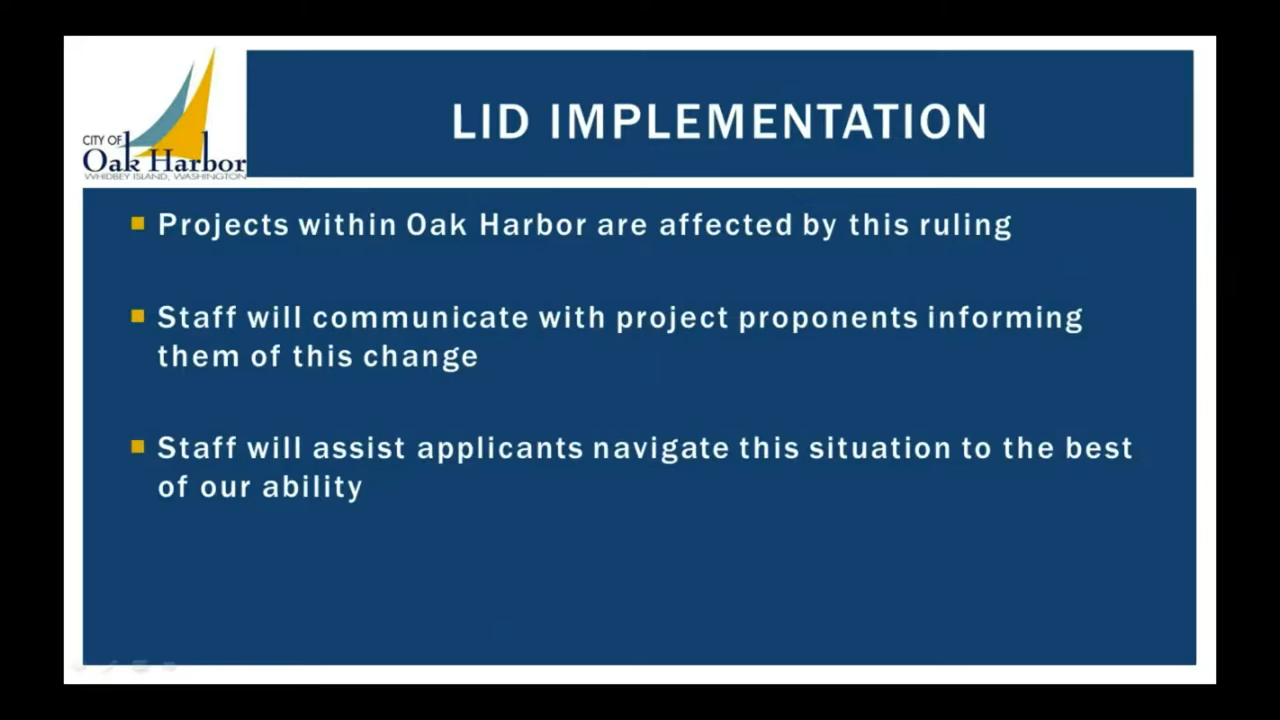 CITY OF
Oak Harbor
WHIDBEY ISLAND, WASHINGTON
LID IMPLEMENTATION
Projects within Oak Harbor are affected by this ruling
Staff will communicate with project proponents informing
them of this change
Staff will assist applicants navigate this situation to the best
of our ability